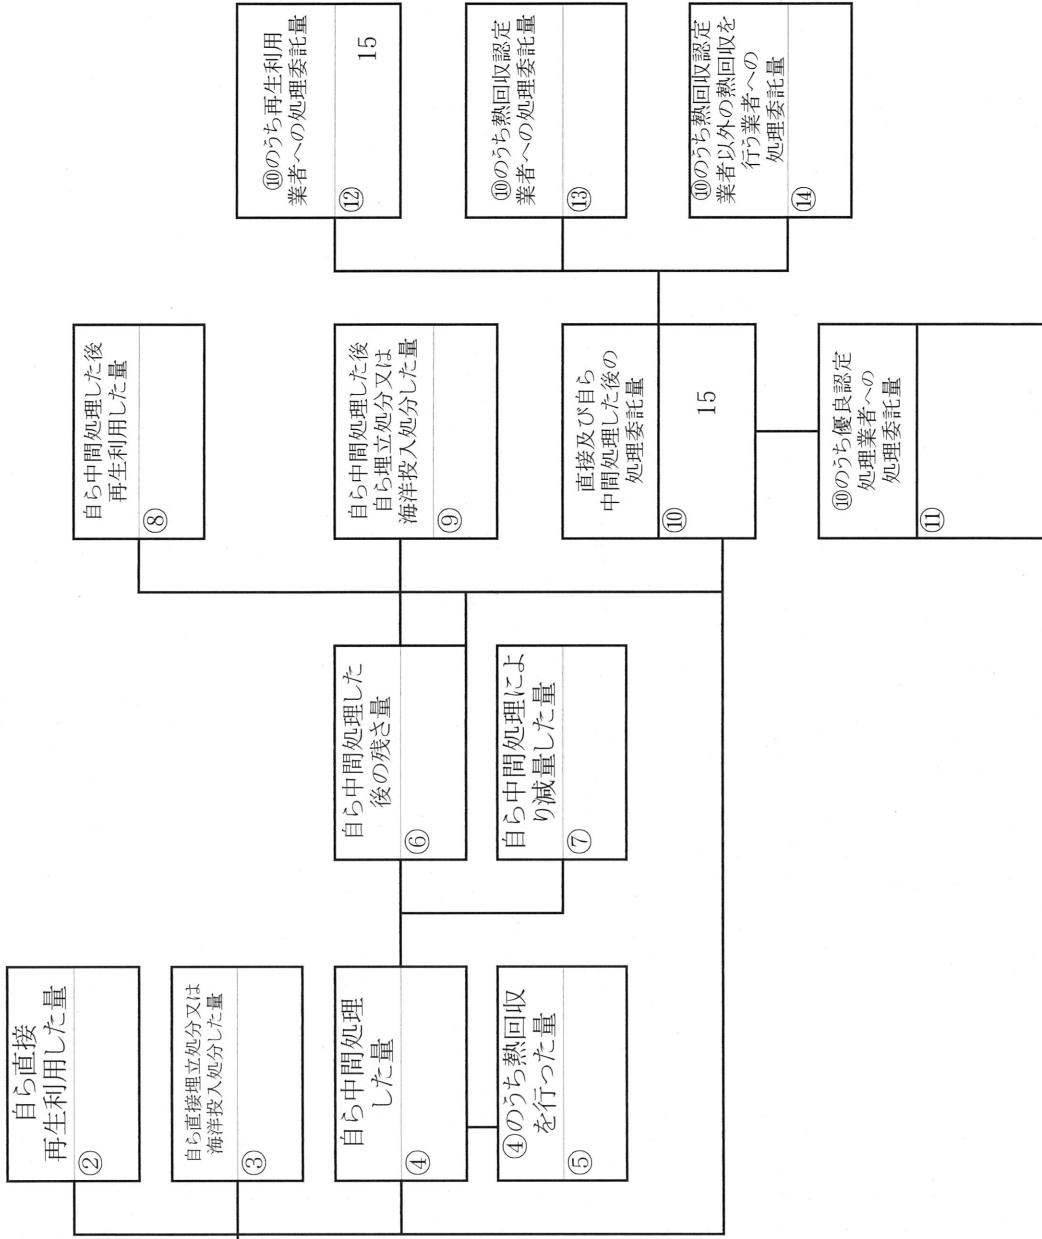 自ら直接
再生利用した量
②
自ら直接埋立処分又は
海洋投入処分した量
③
自ら中間処理
した量
④
④のうち熱回収
を行った量
⑤
自ら中間処理した
後の残さ量
⑥
自ら中間処理によ
り減量した量
⑦
自ら中間処理した後
再生利用した量
⑧
自ら中間処理した後
自ら埋立処分又は
海洋投入処分した量
⑨
直接及び自ら
中間処理した後の
処理委託量
⑩
15
⑩のうち優良認定
処理業者への
処理委託量
⑪
⑩のうち再生利用
業者への処理委託量
⑫
15
⑩のうち熱回収認定
業者への処理委託量
⑬
⑩のうち熱回収認定
業者以外の熱回収を
行う業者への
処理委託量
⑭